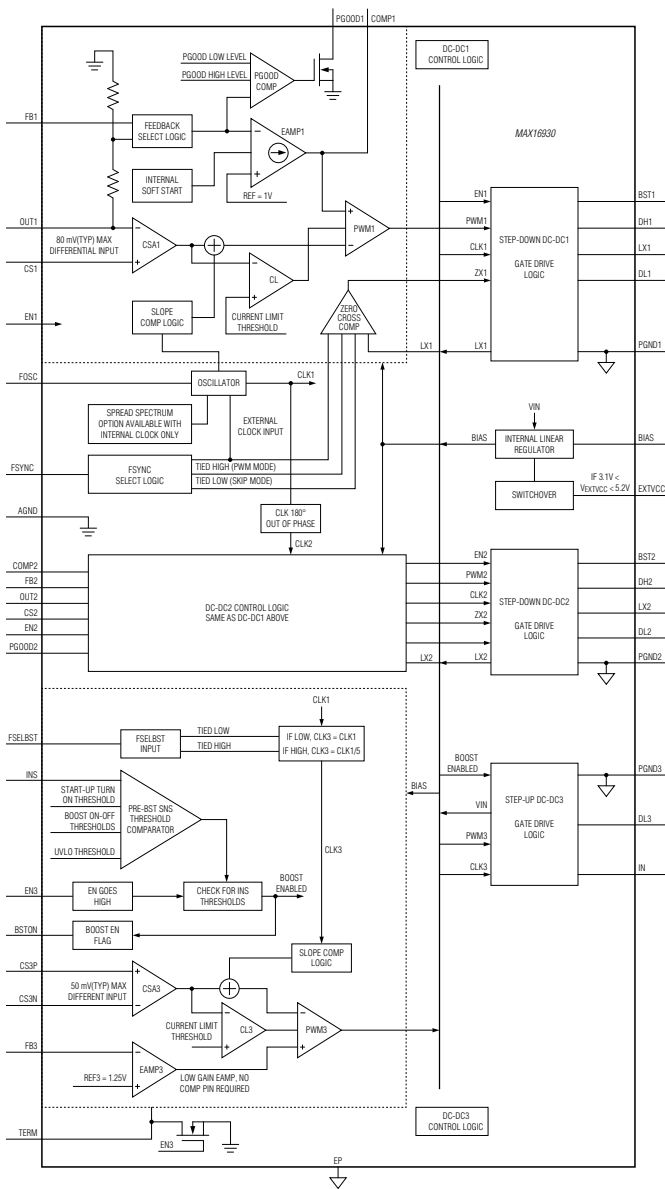 PGOOD1
COMP1
PGOOD LOW LEVEL
PGOOD HIGH LEVEL
PGOOD
COMP
DC-DC1
CONTROL LOGIC
MAX16930
FB1
FEEDBACK
SELECT LOGIC
EAMP1
INTERNAL
SOFT START
REF = 1V
OUT1
80 mV(TYP) MAX
DIFFERENTIAL INPUT
CSA1
PWM1
CS1
CL
CURRENT LIMIT
THRESHOLD
SLOPE
COMP LOGIC
ZERO
CROSS
COMP
EN1
EN1
PWM1
CLK1
ZX1
LX1
LX1
STEP-DOWN DC-DC1
GATE DRIVE
LOGIC
BST1
DH1
LX1
DL1
PGND1
FOSC
OSCILLATOR
CLK1
SPREAD SPECTRUM
OPTION AVAILABLE WITH
INTERNAL CLOCK ONLY
EXTERNAL
CLOCK INPUT
FSYNC
FSYNC
SELECT LOGIC
TIED HIGH (PWM MODE)
TIED LOW (SKIP MODE)
VIN
BIAS
INTERNAL LINEAR
REGULATOR
BIAS
SWITCHOVER
IF 3.1V <
VEXTVCC < 5.2V
EXTVCC
AGND
CLK 180°
OUT OF PHASE
CLK2
COMP2
FB2
OUT2
CS2
EN2
PGOOD2
DC-DC2 CONTROL LOGIC
SAME AS DC-DC1 ABOVE
EN2
PWM2
CLK2
ZX2
LX2
LX2
STEP-DOWN DC-DC2
GATE DRIVE
LOGIC
BST2
DH2
LX2
DL2
PGND2
CLK1
FSELBST
FSELBST
INPUT
TIED LOW
TIED HIGH
IF LOW, CLK3 = CLK1
IF HIGH, CLK3 = CLK1/5
INS
START-UP TURN
ON THRESHOLD
BOOST ON-OFF
THRESHOLDS
UVLO THRESHOLD
PRE-BST SNS
THRESHOLD
COMPARATOR
BIAS
CLK3
BOOST
ENABLED
VIN
PWM3
CLK3
STEP-UP DC-DC3
GATE DRIVE
LOGIC
PGND3
DL3
IN
EN3
EN GOES
HIGH
CHECK FOR INS
THRESHOLDS
BOOST
ENABLED
BSTON
BOOST EN
FLAG
SLOPE COMP
LOGIC
CS3P
50 mV(TYP) MAX
DIFFERENT INPUT
CSA3
CS3N
CURRENT LIMIT
THRESHOLD
CL3
PWM3
FB3
EAMP3
REF3 = 1.25V
LOW GAIN EAMP, NO
COMP PIN REQUIRED
TERM
EN3
DC-DC3
CONTROL LOGIC
EP